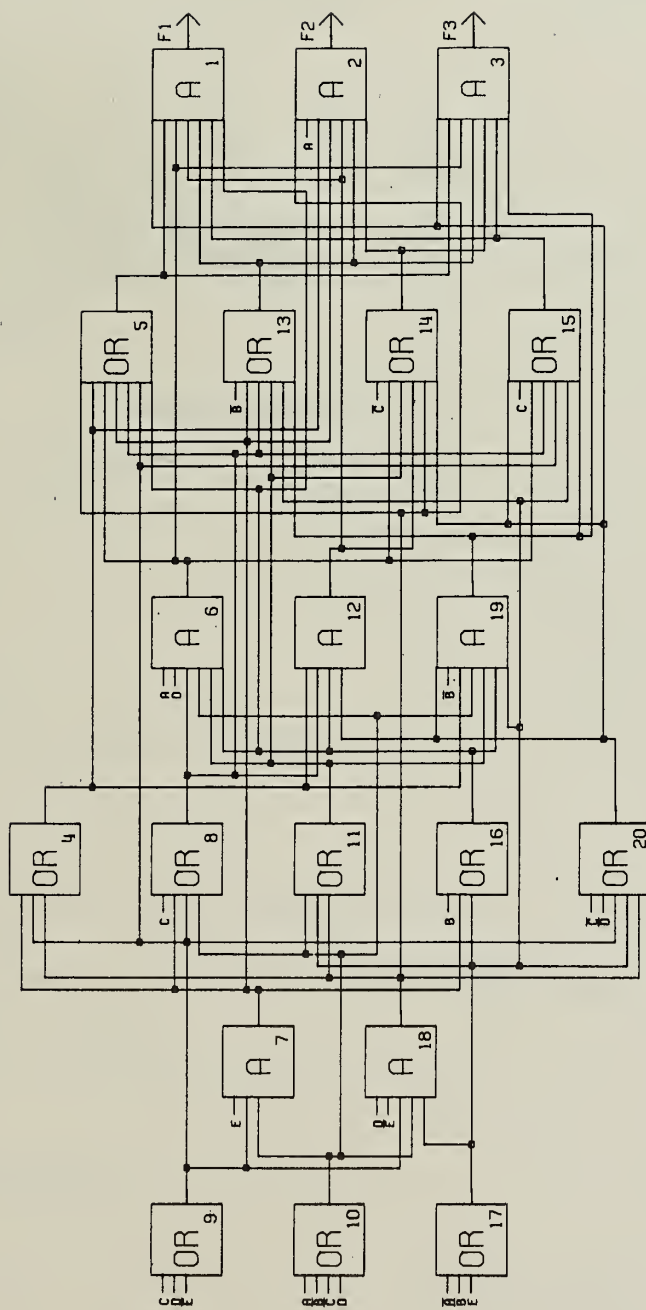 F1 F2 F3
A 1
A 2
A 3
A
OR 5
OR 13
OR 14
OR 15
B̅
C̅
C
A 6
A 12
A 19
A
D
B̅
OR 4
OR 8
OR 11
OR 16
OR 20
C
B
C̅
D̅
A 7
A 18
E
D̅
E̅
OR 9
OR 10
OR 17
C
D̅
E̅
A̅
B̅
C
D
A̅
B
E